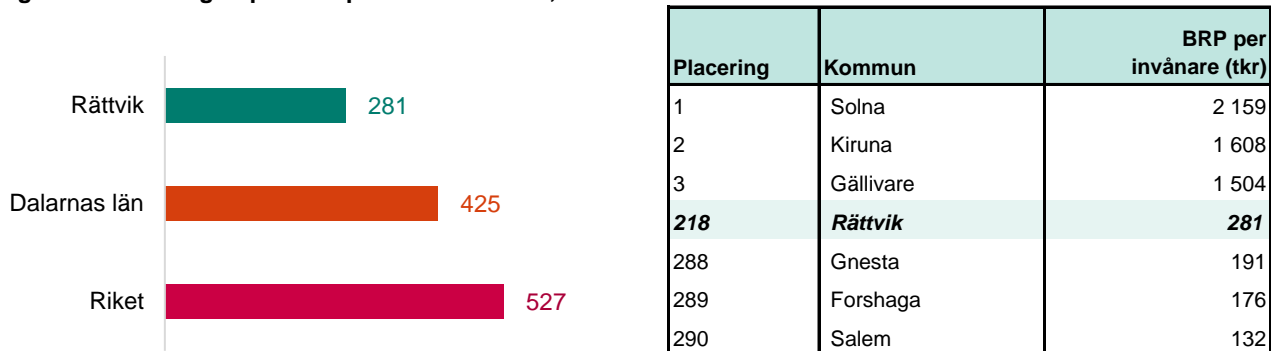 Rättvik 281
Dalarnas län 425
Riket 527
Placering Kommun BRP per invånare (tkr)
1 Solna 2 159
2 Kiruna 1 608
3 Gällivare 1 504
218 Rättvik 281
288 Gnesta 191
289 Forshaga 176
290 Salem 132